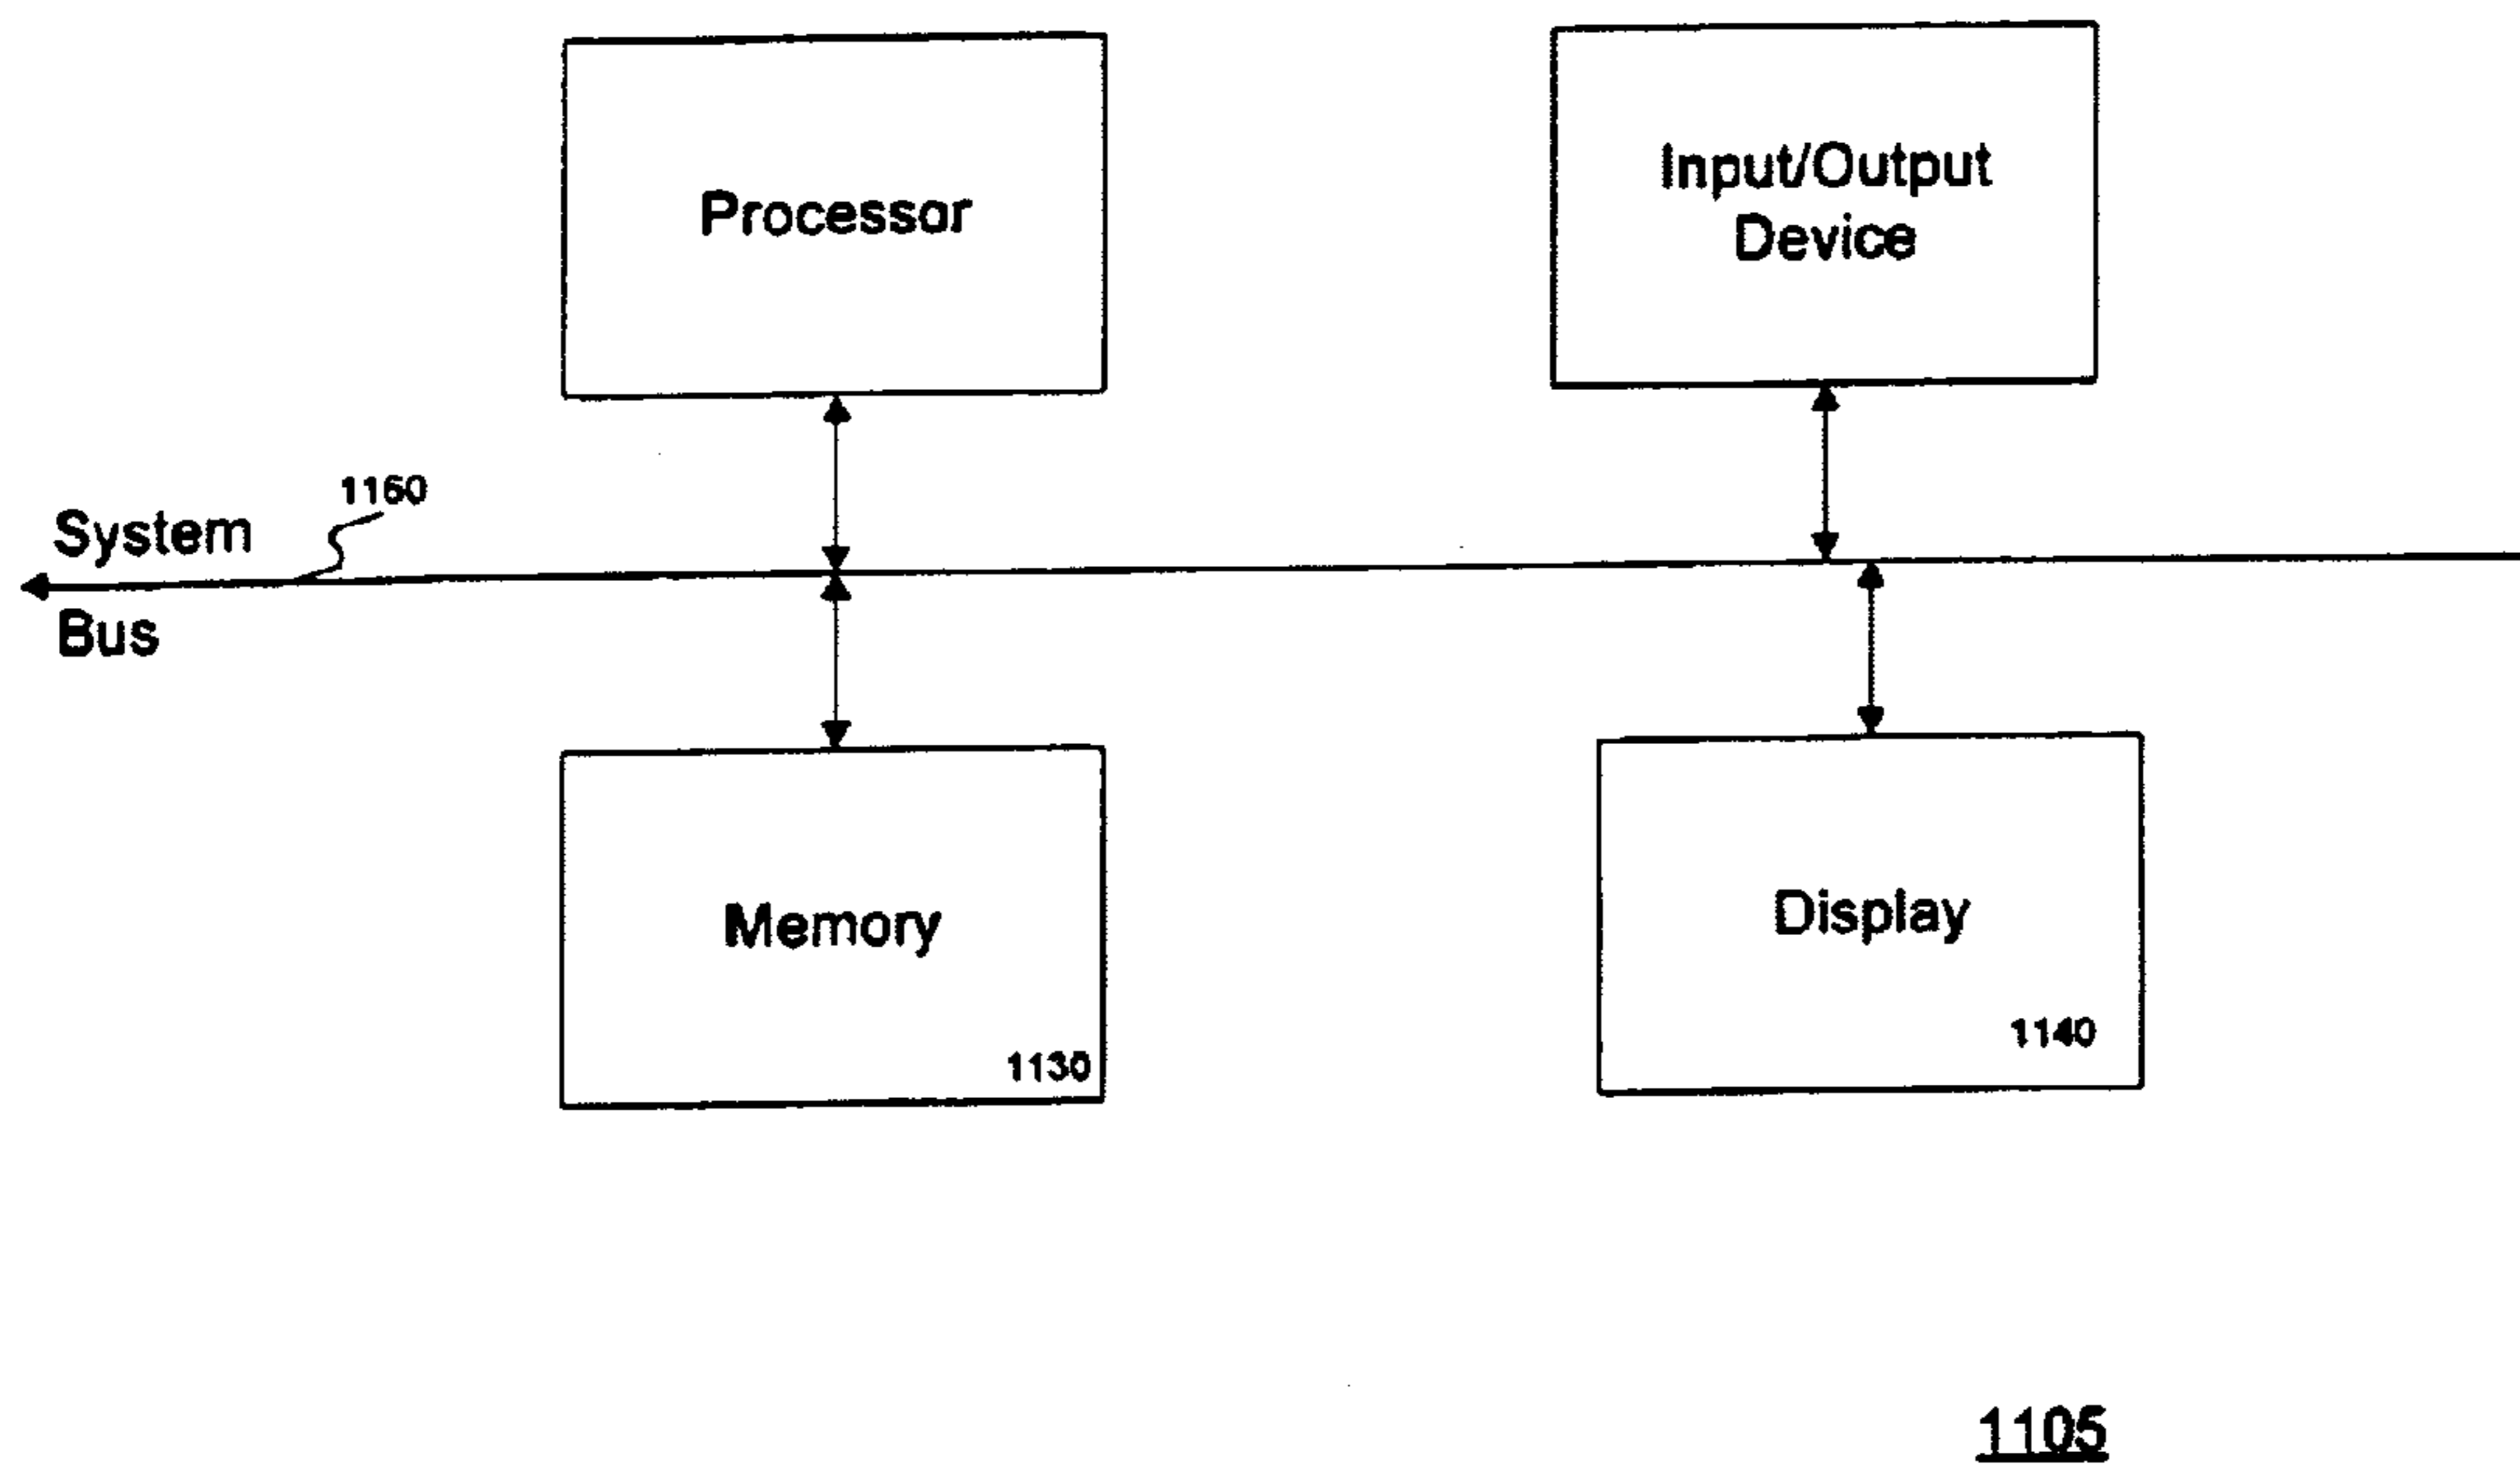 Processor
Input/Output
Device
1160
System
Bus
Memory
1130
Display
1140
1105